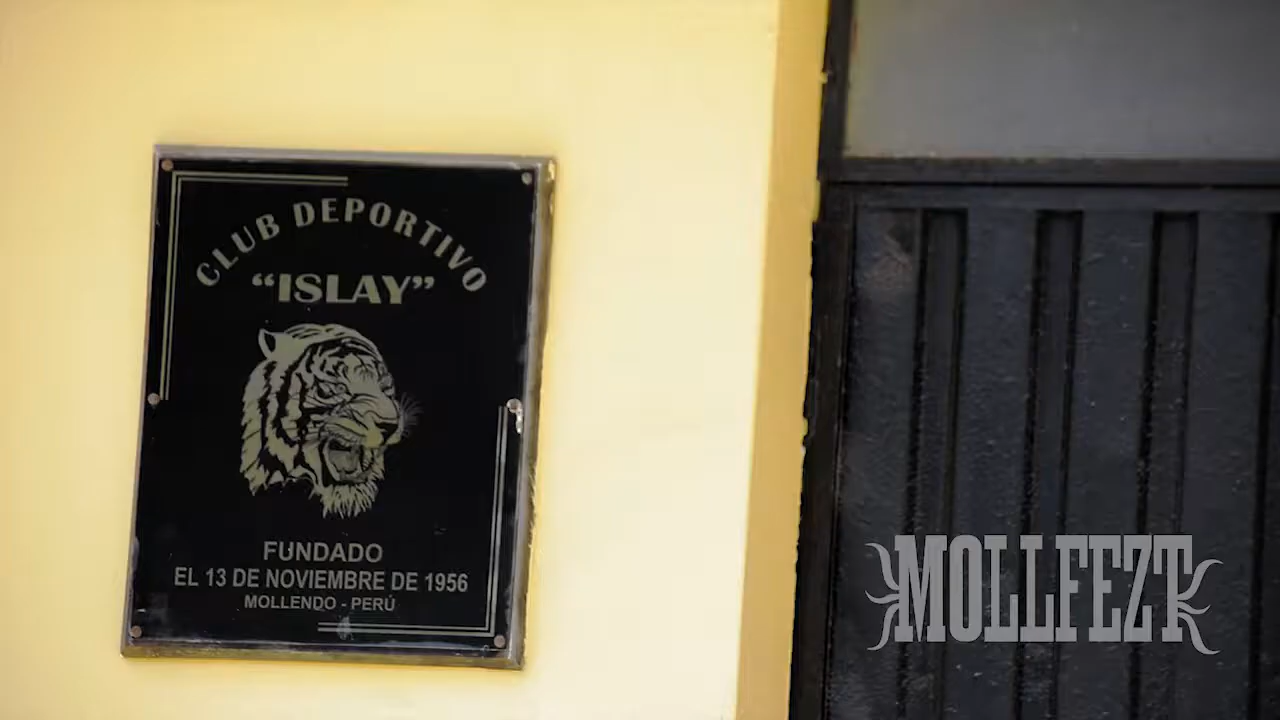 CLUB DEPORTIVO
“ISLAY”
FUNDADO
EL 13 DE NOVIEMBRE DE 1956
MOLLENDO - PERÚ
MOLLFEZT